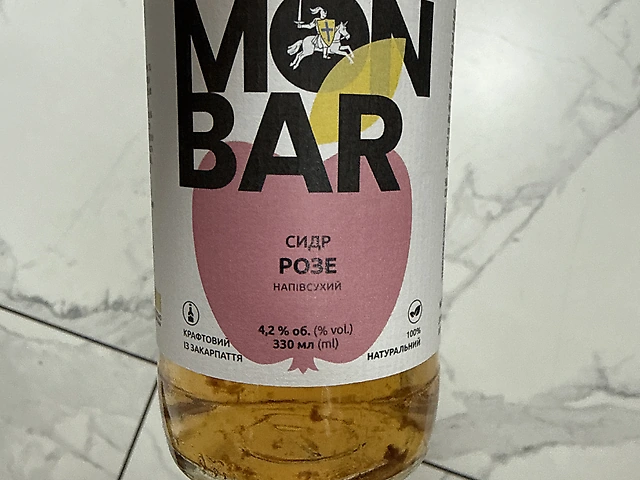 MON
BAR
СИДР
РОЗЕ
НАПІВСУХИЙ
4,2 % об. (% vol.)
330 мл (ml)
КРАФТОВИЙ
ІЗ ЗАКАРПАТТЯ
100%
НАТУРАЛЬНИЙ